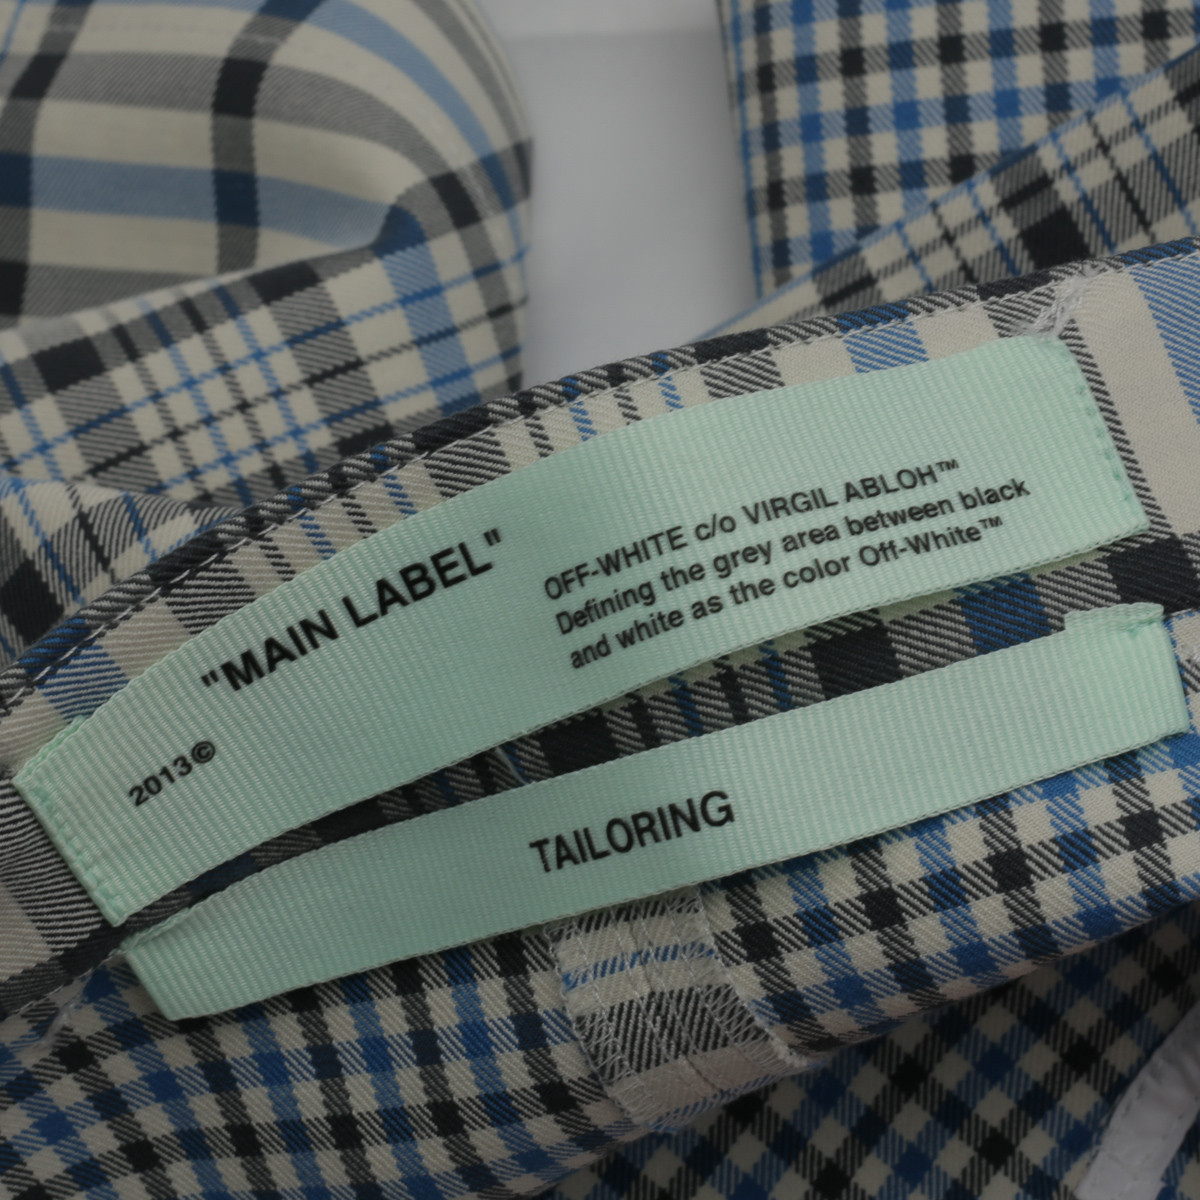 "MAIN LABEL"
2013©
OFF-WHITE c/o VIRGIL ABLOH™
Defining the grey area between black
and white as the color Off-White™
TAILORING